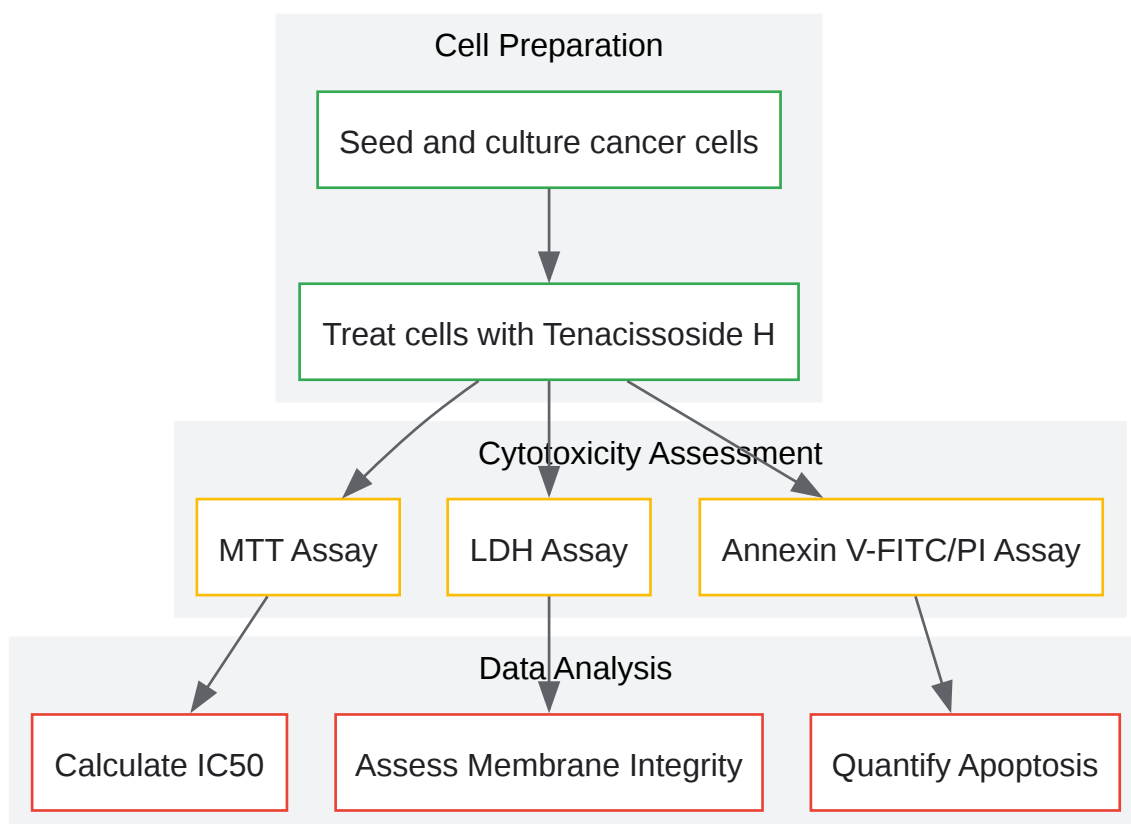 Cell Preparation
Seed and culture cancer cells
Treat cells with Tenacissoside H
Cytotoxicity Assessment
MTT Assay
LDH Assay
Annexin V-FITC/PI Assay
Data Analysis
Calculate IC50
Assess Membrane Integrity
Quantify Apoptosis